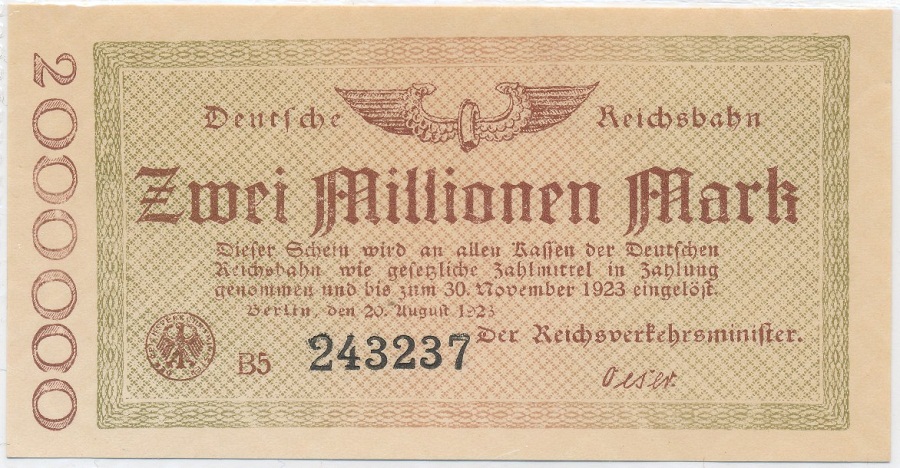 2000000
Deutsche Reichsbahn
Zwei Millionen Mark
Dieser Schein wird an allen Kassen der Deutschen
Reichsbahn wie gesetzliche Zahlmittel in Zahlung
genommen und bis zum 30. November 1923 eingelöst.
Berlin, den 20. August 1923
Der Reichsverkehrsminister.
B5 243237
Oeser